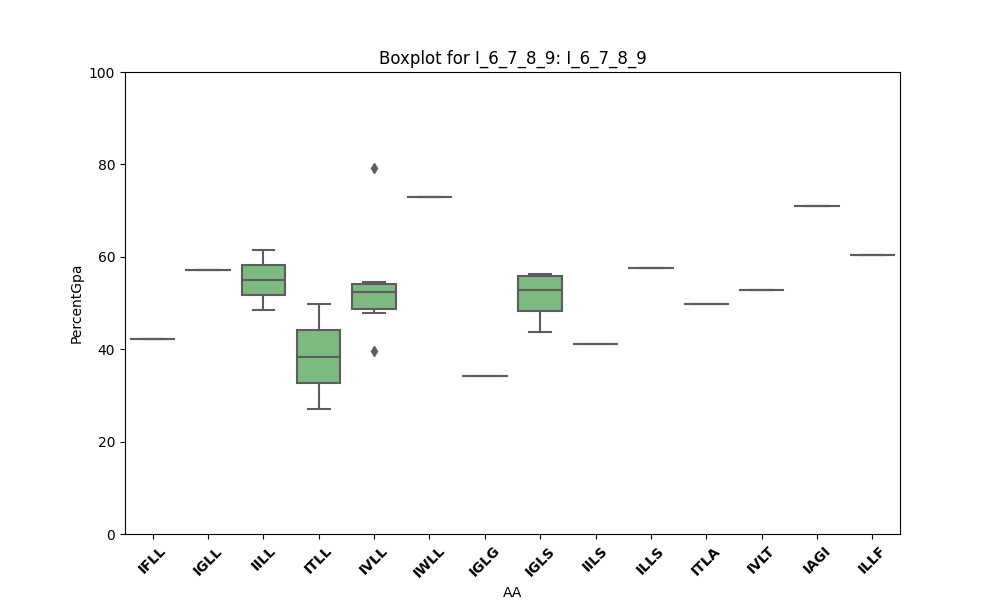 Boxplot for I_6_7_8_9: I_6_7_8_9
100
80
60
40
20
0
PercentGpa
IFLL IGLL IILL ITLL IVLL IWLL IGLG IGLS IILS ILLS ITLA IVLT IAGI ILLF
AA